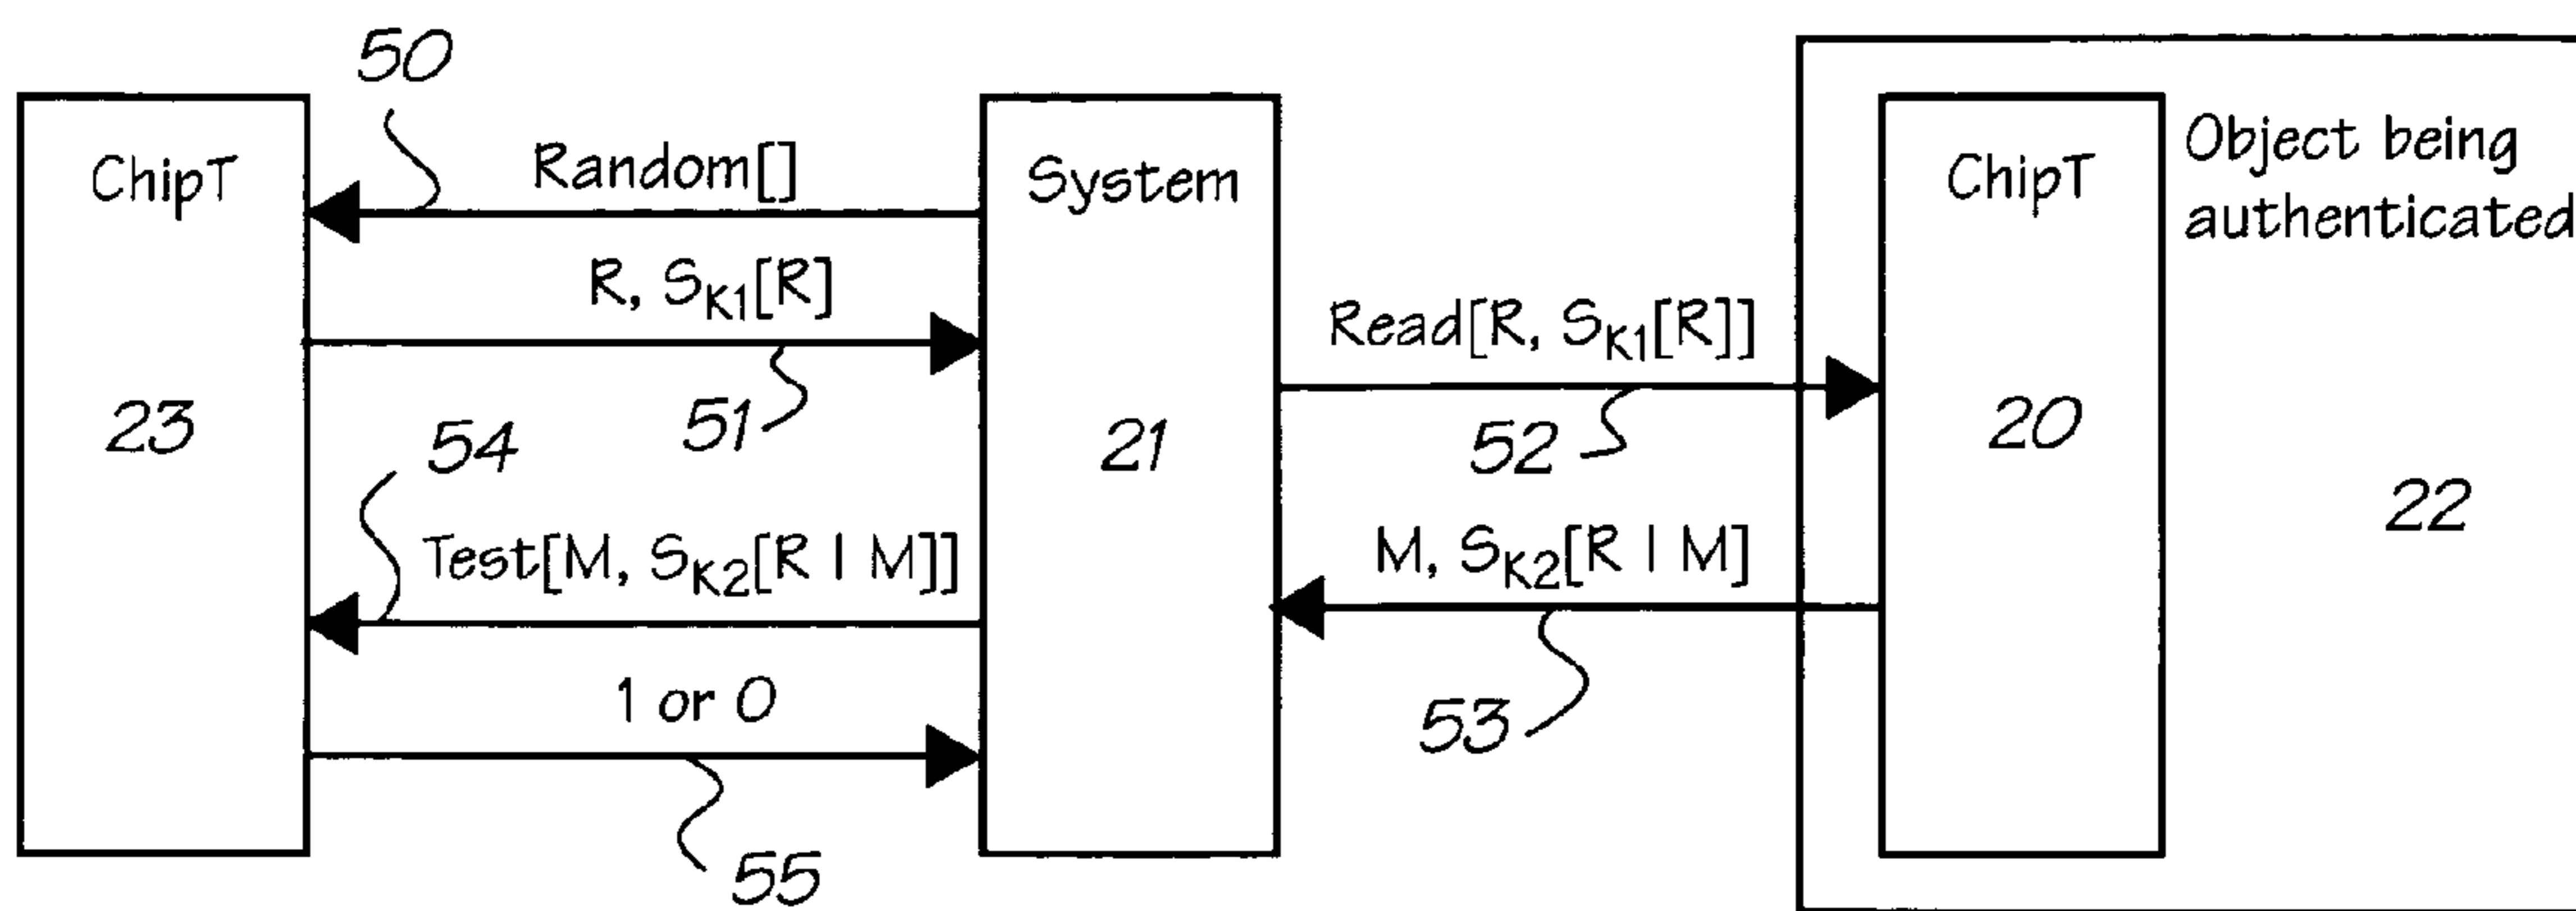 50
ChipT
Random[]
System
ChipT
Object being
authenticated
R, SK1[R]
Read[R, SK1[R]]
23
51
54
21
52
20
22
Test[M, SK2[R | M]]
M, SK2[R | M]
1 or 0
53
55